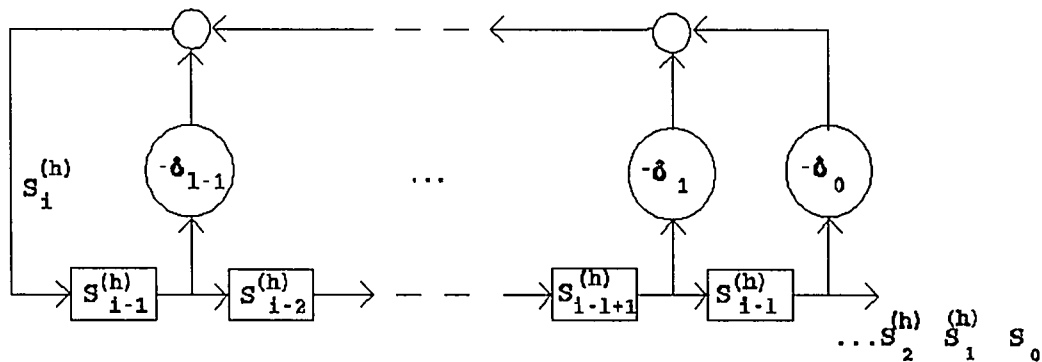 S_i^(h)
-δ̂_{l-1}
...
-δ̂_1
-δ̂_0
S_{i-1}^(h) S_{i-2}^(h) S_{i-l+1}^(h) S_{i-l}^(h)
...S_2^(h) S_1^(h) S_0